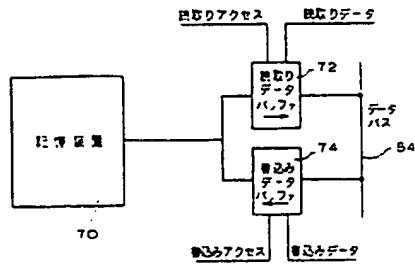 読取りアクセス 読取りデータ
72
読取り
データ
バッファ
記憶装置
70
データ
バス
54
74
書込み
データ
バッファ
書込みアクセス 書込みデータ